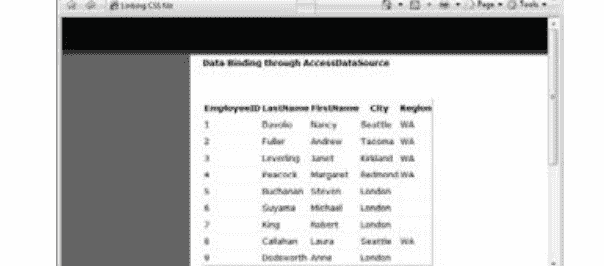 Linking CSS file
Page Tools
Data Binding through AccessDataSource
EmployeeID LastName FirstName City Region
1 Davolio Nancy Seattle WA
2 Fuller Andrew Tacoma WA
3 Leverling Janet Kirkland WA
4 Peacock Margaret Redmond WA
5 Buchanan Steven London
6 Suyama Michael London
7 King Robert London
8 Callahan Laura Seattle WA
9 Dodsworth Anne London